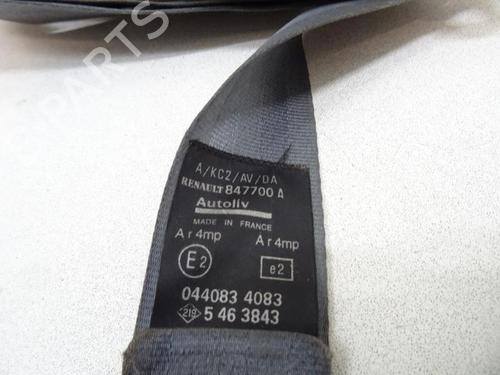 PARTS
A/KC2/AV/DA
RENAULT 847700 A
Autoliv
MADE IN FRANCE
A r 4mp A r 4mp
E2 e2
044083 4083
219 5 46 3843